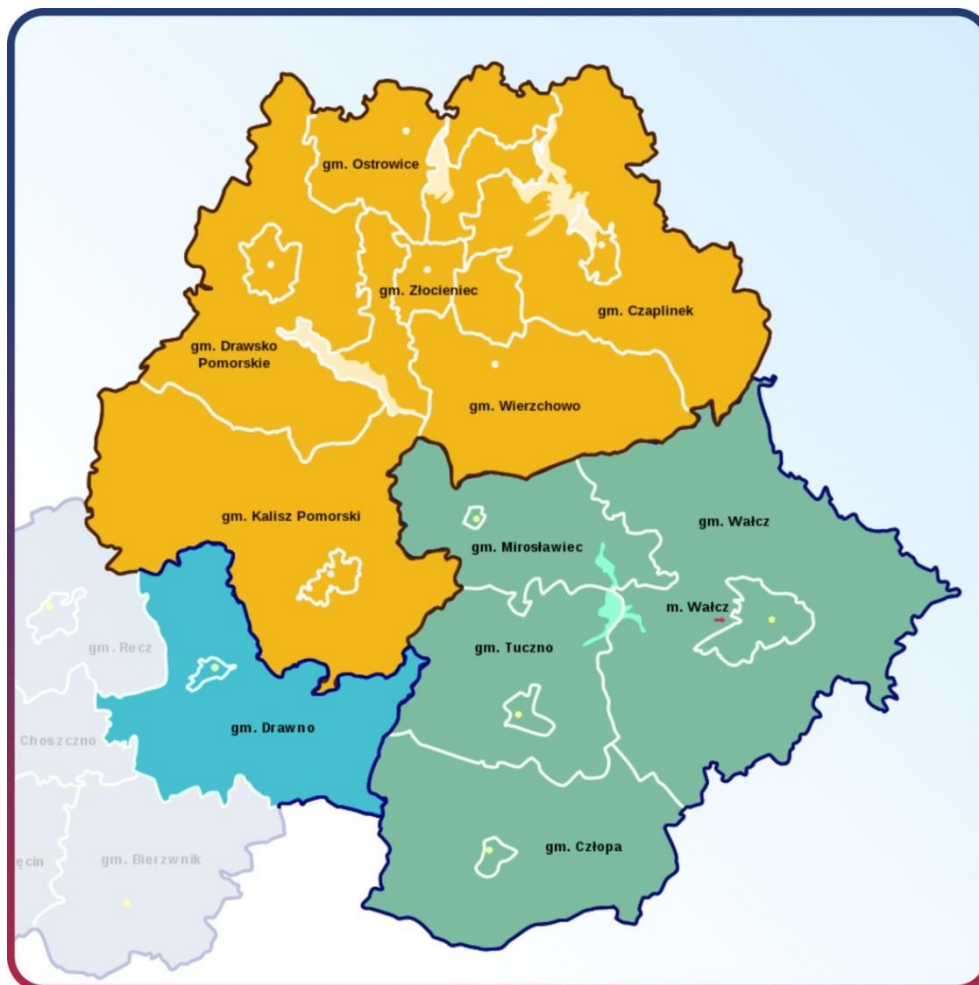 gm. Ostrowice
gm. Złocieniec
gm. Czaplinek
gm. Drawsko
Pomorskie
gm. Wierzchowo
gm. Kalisz Pomorski
gm. Wałcz
gm. Mirosławiec
m. Wałcz
gm. Recz
gm. Tuczno
gm. Drawno
Choszczno
gm. Człopa
gm. Bierzwnik
ęcin